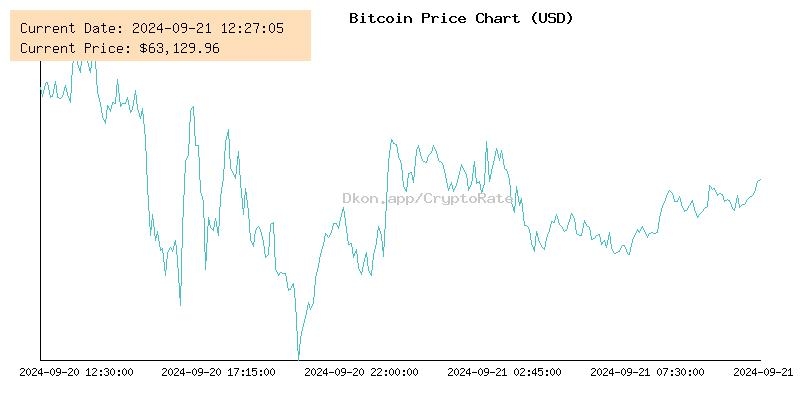 Bitcoin Price Chart (USD)
Current Date: 2024-09-21 12:27:05
Current Price: $63,129.96
Dkon.app/CryptoRate
2024-09-20 12:30:00 2024-09-20 17:15:00 2024-09-20 22:00:00 2024-09-21 02:45:00 2024-09-21 07:30:00 2024-09-21